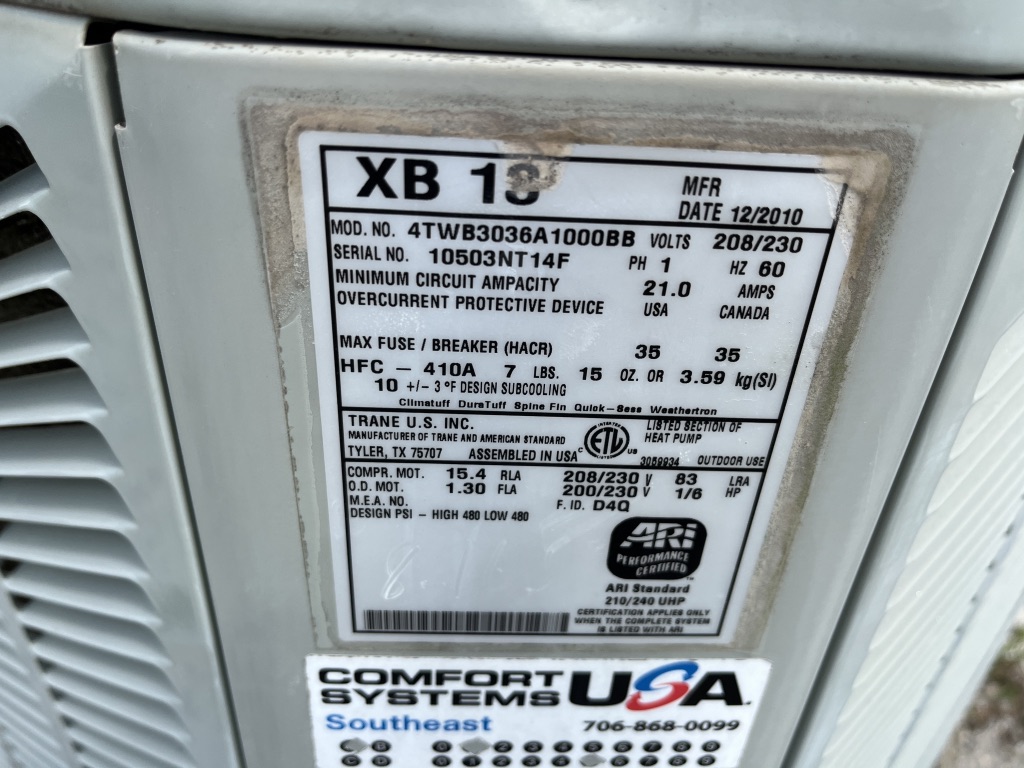 XB 13
MFR
DATE 12/2010
MOD. NO. 4TWB3036A1000BB VOLTS 208/230
SERIAL NO. 10503NT14F PH 1 HZ 60
MINIMUM CIRCUIT AMPACITY 21.0 AMPS
OVERCURRENT PROTECTIVE DEVICE USA CANADA
MAX FUSE / BREAKER (HACR) 35 35
HFC - 410A 7 LBS. 15 OZ. OR 3.59 kg(SI)
10 +/- 3 °F DESIGN SUBCOOLING
Climatuff DuraTuff Spine Fin Quick-Sess Weathertron
TRANE U.S. INC.
MANUFACTURER OF TRANE AND AMERICAN STANDARD
TYLER, TX 75707 ASSEMBLED IN USA
INTERTEK
C ETL US
LISTED SECTION OF
HEAT PUMP
3059934 OUTDOOR USE
COMPR. MOT. 15.4 RLA 208/230 V 83 LRA
O.D. MOT. 1.30 FLA 200/230 V 1/6 HP
M.E.A. NO. F. ID. D4Q
DESIGN PSI - HIGH 480 LOW 480
ARI
PERFORMANCE
CERTIFIED™
ARI Standard
210/240 UHP
CERTIFICATION APPLIES ONLY
WHEN THE COMPLETE SYSTEM
IS LISTED WITH ARI
COMFORT
SYSTEMS USA
Southeast 706-868-0099